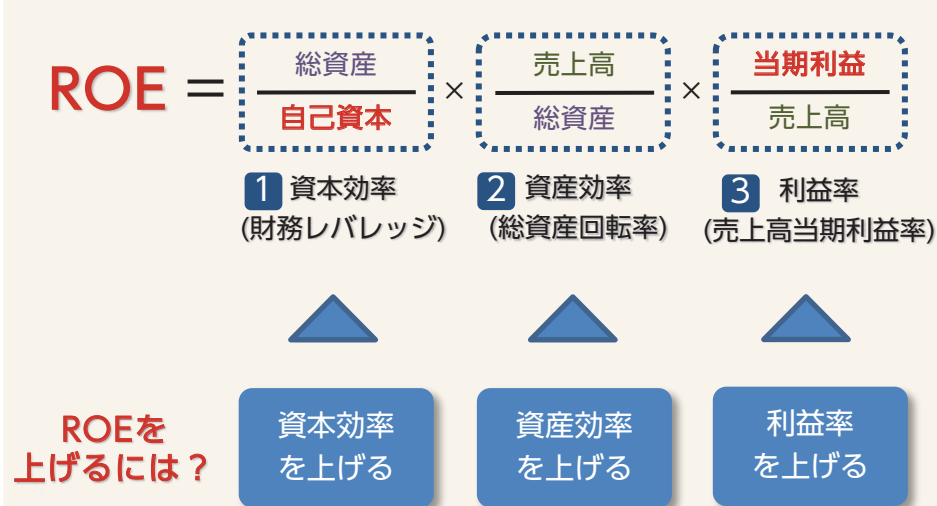 ROE = 総資産 / 自己資本 × 売上高 / 総資産 × 当期利益 / 売上高
1 資本効率
(財務レバレッジ)
2 資産効率
(総資産回転率)
3 利益率
(売上高当期利益率)
ROEを
上げるには？
資本効率
を上げる
資産効率
を上げる
利益率
を上げる